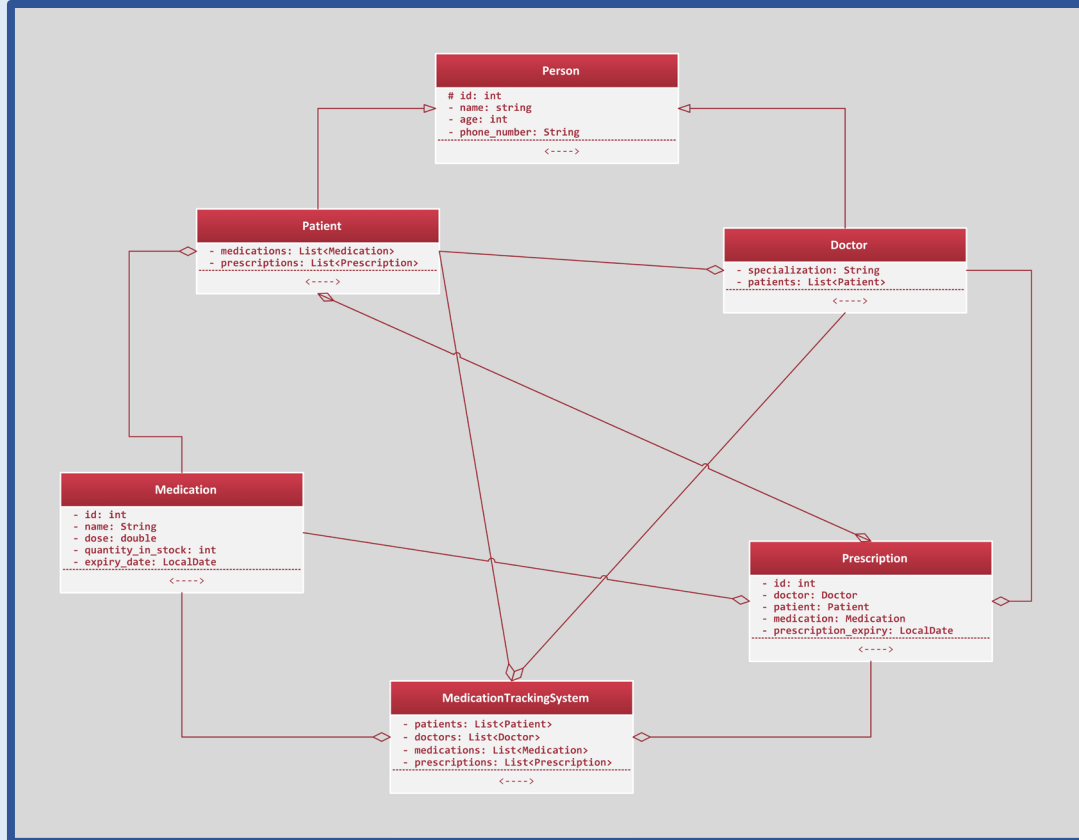 Person
# id: int
- name: string
- age: int
- phone_number: String
<---->
Patient
- medications: List<Medication>
- prescriptions: List<Prescription>
<---->
Doctor
- specialization: String
- patients: List<Patient>
<---->
Medication
- id: int
- name: String
- dose: double
- quantity_in_stock: int
- expiry_date: LocalDate
<---->
Prescription
- id: int
- doctor: Doctor
- patient: Patient
- medication: Medication
- prescription_expiry: LocalDate
<---->
MedicationTrackingSystem
- patients: List<Patient>
- doctors: List<Doctor>
- medications: List<Medication>
- prescriptions: List<Prescription>
<---->